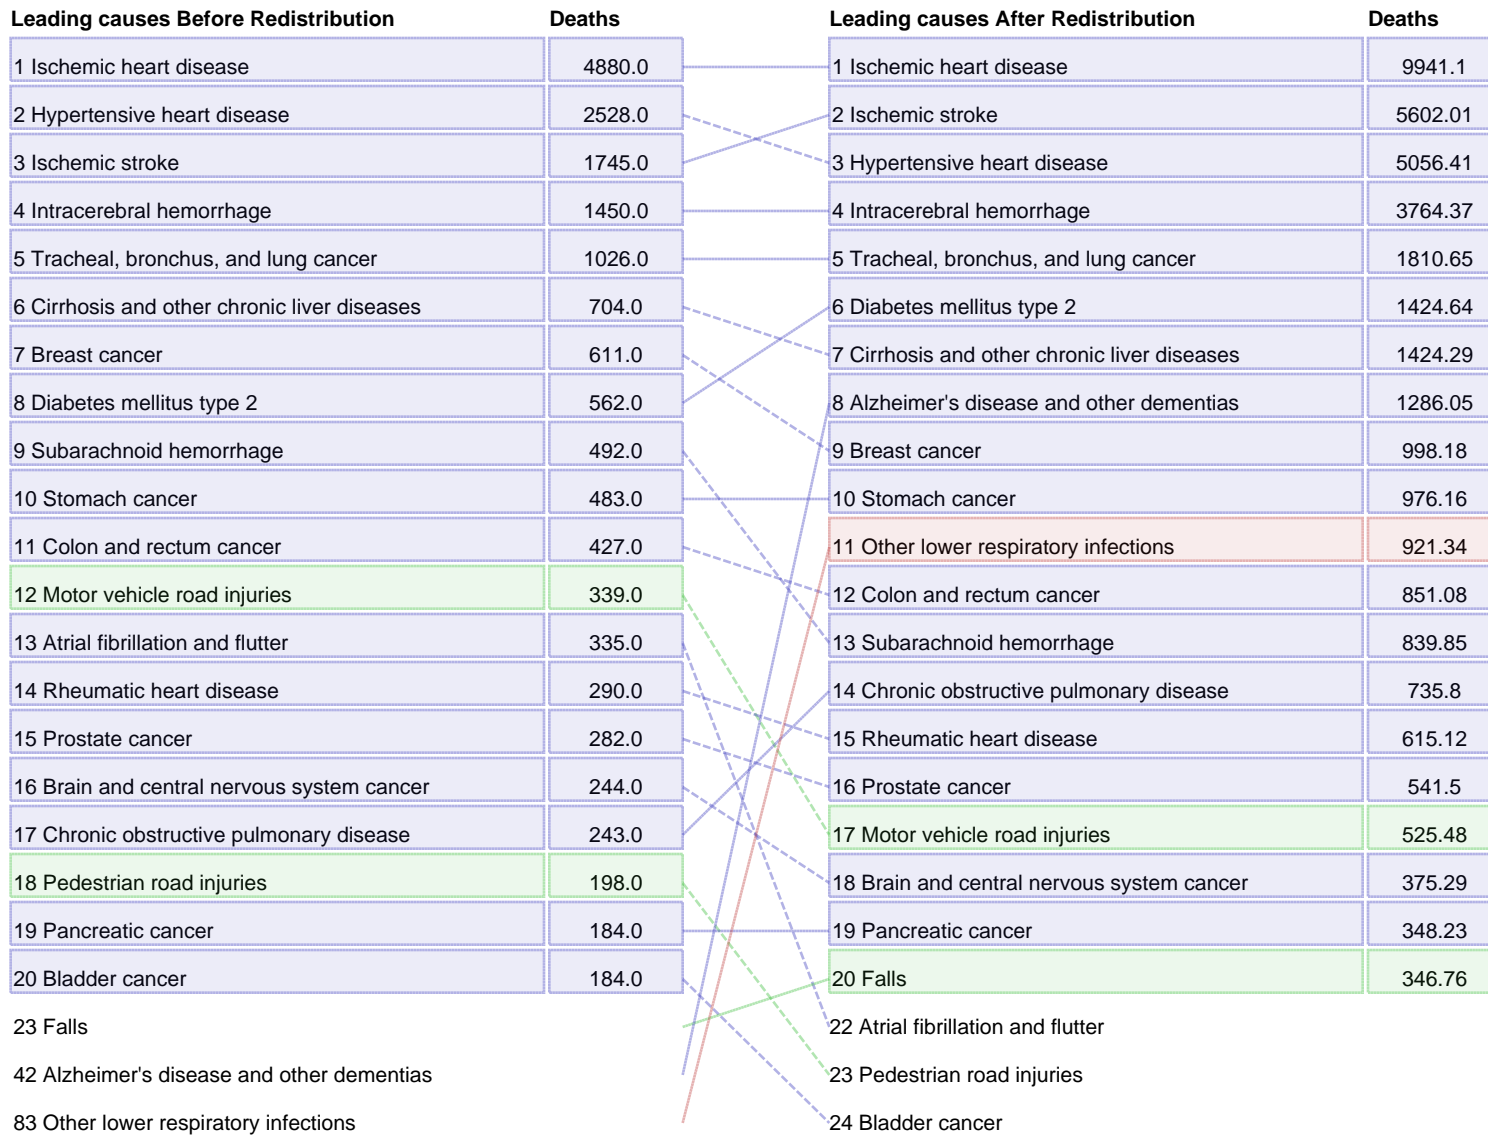 Leading causes Before Redistribution Deaths Leading causes After Redistribution Deaths
1 Ischemic heart disease 4880.0 1 Ischemic heart disease 9941.1
2 Hypertensive heart disease 2528.0 2 Ischemic stroke 5602.01
3 Ischemic stroke 1745.0 3 Hypertensive heart disease 5056.41
4 Intracerebral hemorrhage 1450.0 4 Intracerebral hemorrhage 3764.37
5 Tracheal, bronchus, and lung cancer 1026.0 5 Tracheal, bronchus, and lung cancer 1810.65
6 Cirrhosis and other chronic liver diseases 704.0 6 Diabetes mellitus type 2 1424.64
7 Breast cancer 611.0 7 Cirrhosis and other chronic liver diseases 1424.29
8 Diabetes mellitus type 2 562.0 8 Alzheimer's disease and other dementias 1286.05
9 Subarachnoid hemorrhage 492.0 9 Breast cancer 998.18
10 Stomach cancer 483.0 10 Stomach cancer 976.16
11 Colon and rectum cancer 427.0 11 Other lower respiratory infections 921.34
12 Motor vehicle road injuries 339.0 12 Colon and rectum cancer 851.08
13 Atrial fibrillation and flutter 335.0 13 Subarachnoid hemorrhage 839.85
14 Rheumatic heart disease 290.0 14 Chronic obstructive pulmonary disease 735.8
15 Prostate cancer 282.0 15 Rheumatic heart disease 615.12
16 Brain and central nervous system cancer 244.0 16 Prostate cancer 541.5
17 Chronic obstructive pulmonary disease 243.0 17 Motor vehicle road injuries 525.48
18 Pedestrian road injuries 198.0 18 Brain and central nervous system cancer 375.29
19 Pancreatic cancer 184.0 19 Pancreatic cancer 348.23
20 Bladder cancer 184.0 20 Falls 346.76
23 Falls 22 Atrial fibrillation and flutter
42 Alzheimer's disease and other dementias 23 Pedestrian road injuries
83 Other lower respiratory infections 24 Bladder cancer